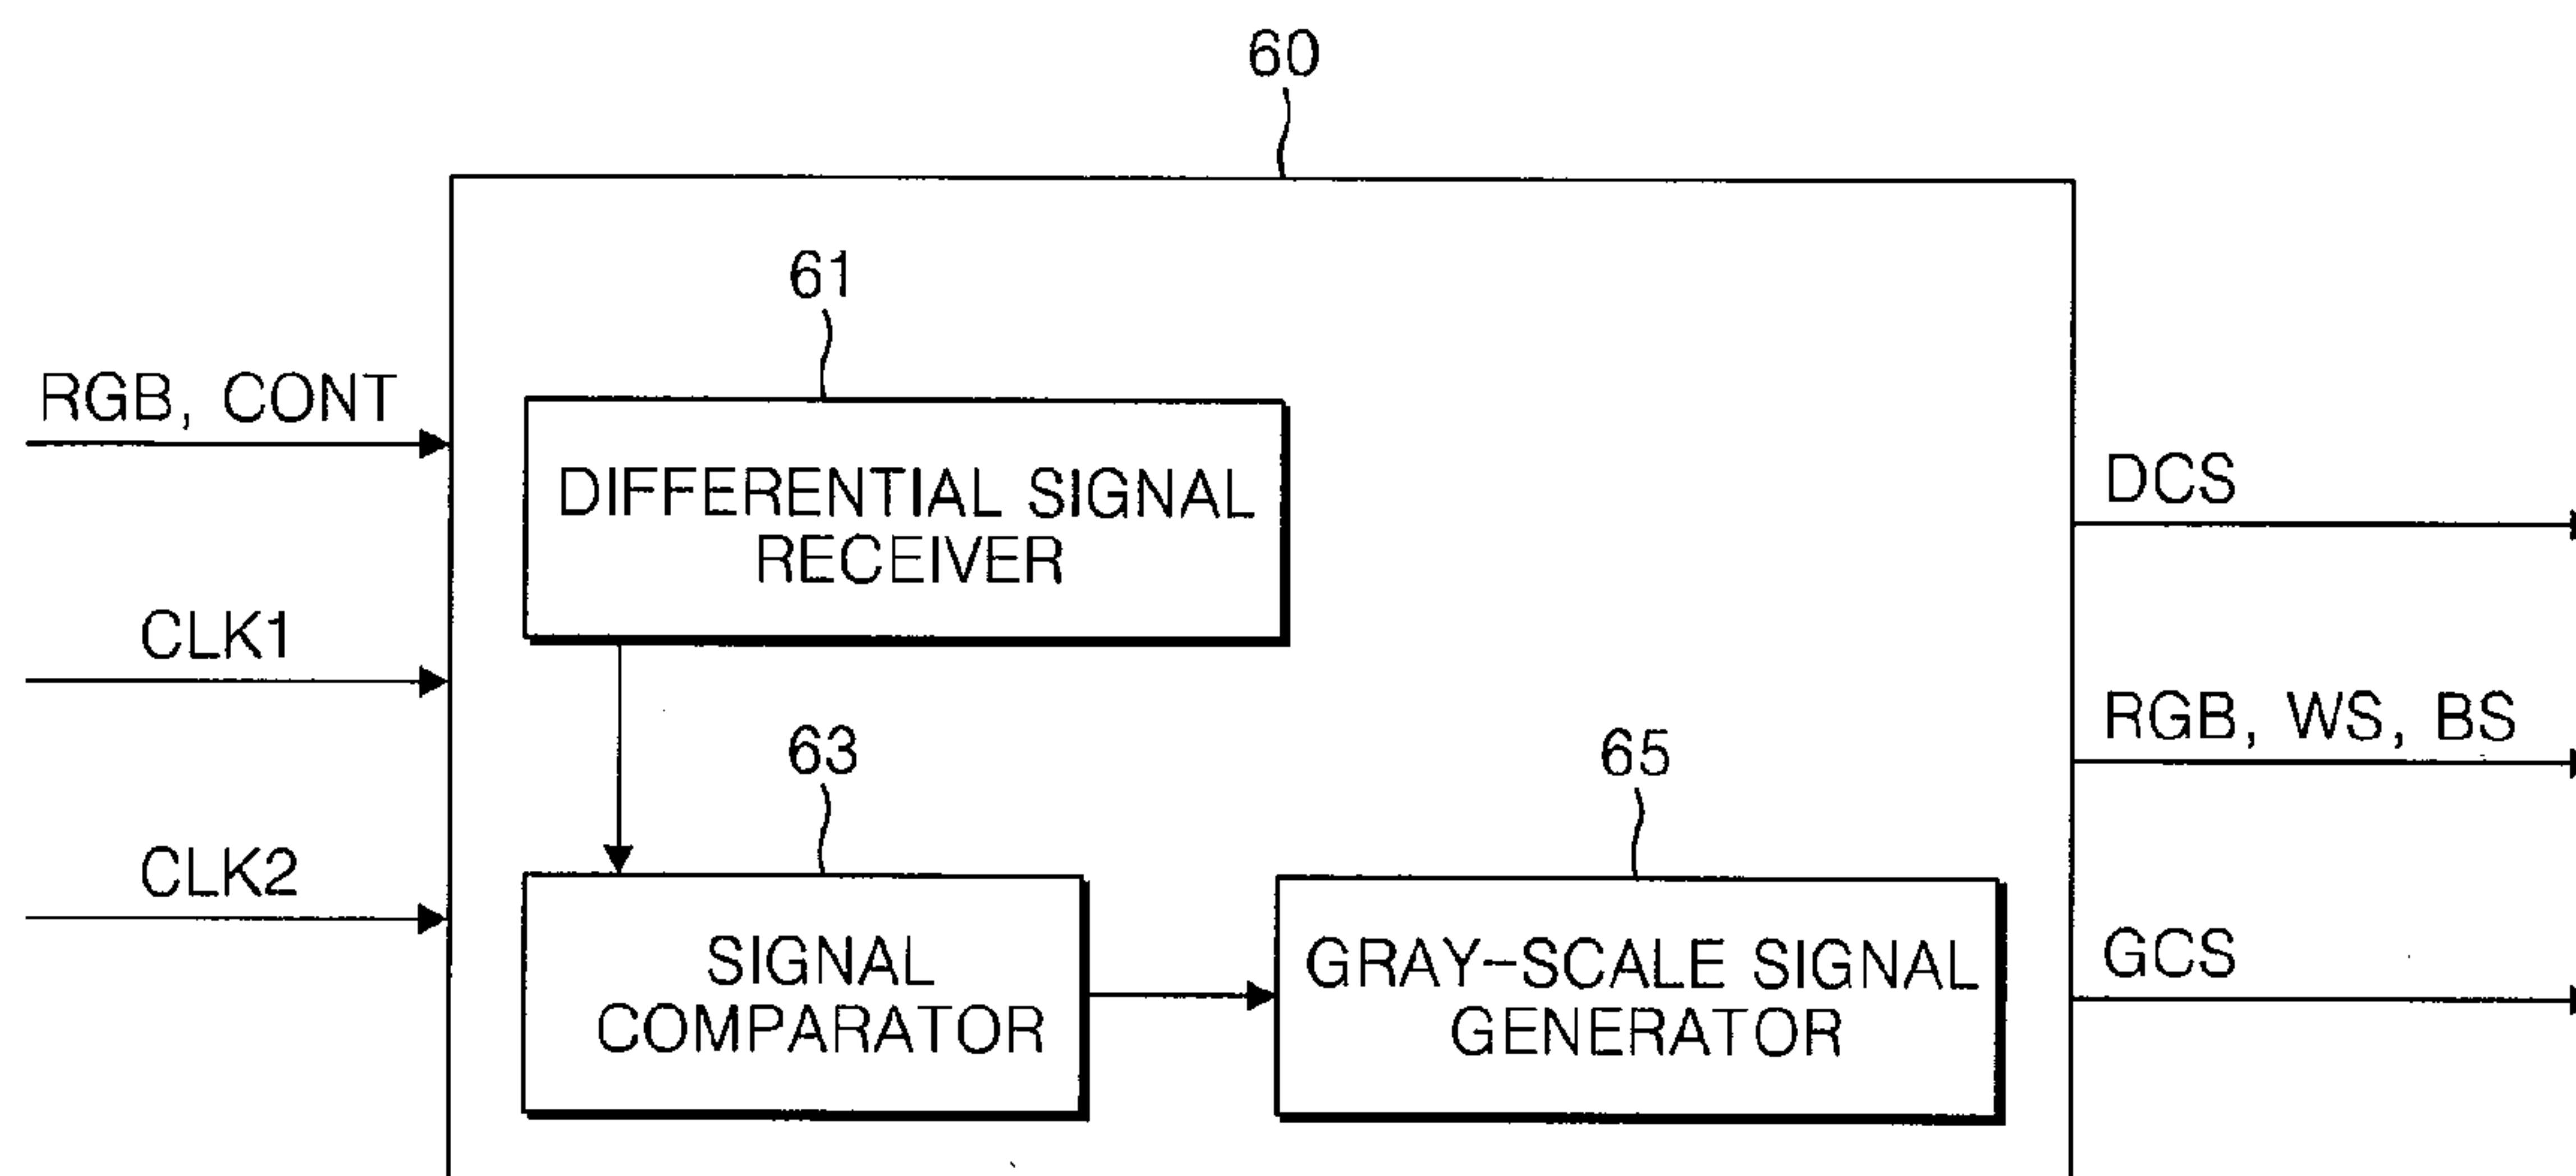 60
61
RGB, CONT
DIFFERENTIAL SIGNAL
RECEIVER
DCS
CLK1
RGB, WS, BS
63
65
CLK2
SIGNAL
COMPARATOR
GRAY-SCALE SIGNAL
GENERATOR
GCS